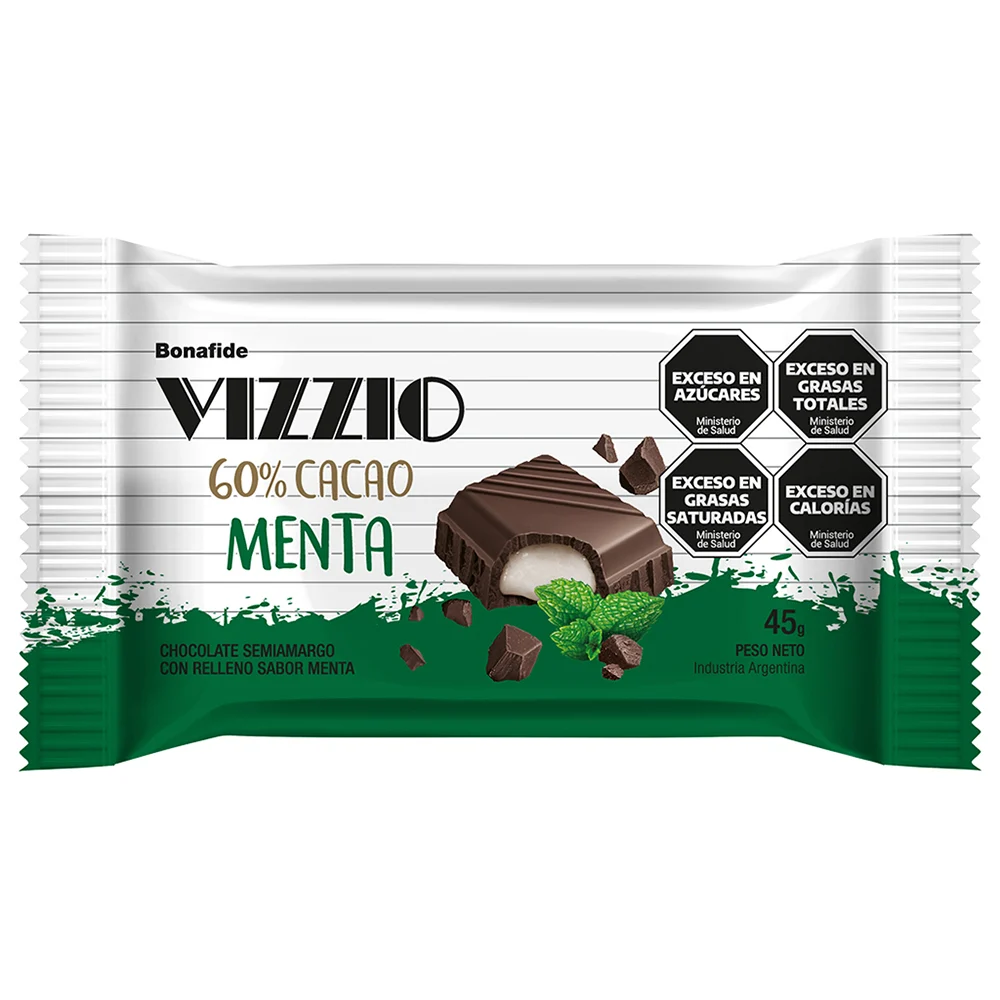 Bonafide
VIZZIO
60% CACAO
MENTA
CHOCOLATE SEMIAMARGO
CON RELLENO SABOR MENTA
EXCESO EN
AZÚCARES
Ministerio
de Salud
EXCESO EN
GRASAS
TOTALES
Ministerio
de Salud
EXCESO EN
GRASAS
SATURADAS
Ministerio
de Salud
EXCESO EN
CALORÍAS
Ministerio
de Salud
45g
PESO NETO
Industria Argentina